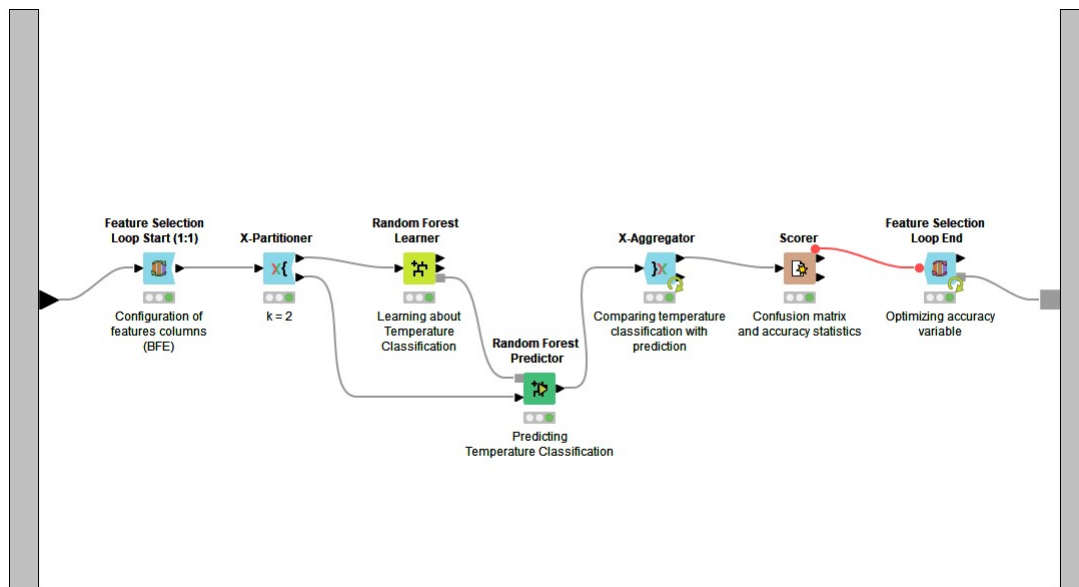 Feature Selection
Loop Start (1:1)
Configuration of
features columns
(BFE)
X-Partitioner
k = 2
Random Forest
Learner
Learning about
Temperature
Classification
Random Forest
Predictor
Predicting
Temperature Classification
X-Aggregator
Comparing temperature
classification with
prediction
Scorer
Confusion matrix
and accuracy statistics
Feature Selection
Loop End
Optimizing accuracy
variable